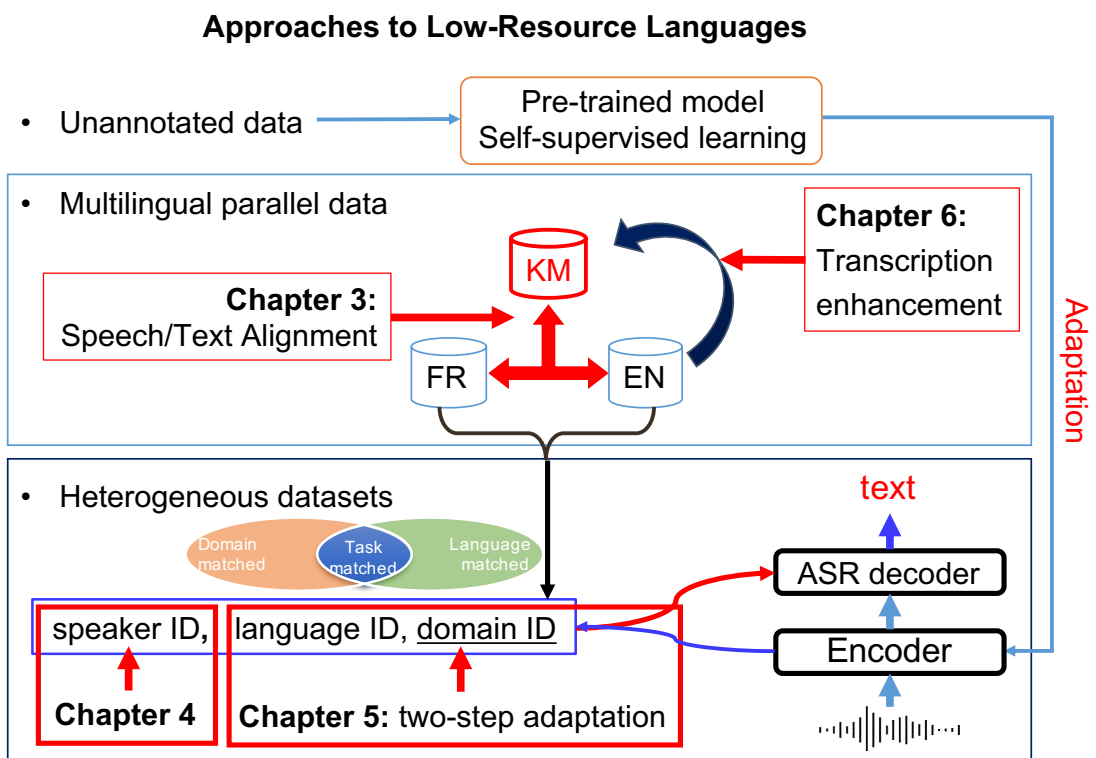 Approaches to Low-Resource Languages
• Unannotated data
Pre-trained model
Self-supervised learning
• Multilingual parallel data
Chapter 6:
Transcription
enhancement
KM
Chapter 3:
Speech/Text Alignment
FR
EN
Adaptation
• Heterogeneous datasets
text
Domain
matched
Task
matched
Language
matched
ASR decoder
speaker ID, language ID, domain ID
Encoder
Chapter 4
Chapter 5: two-step adaptation